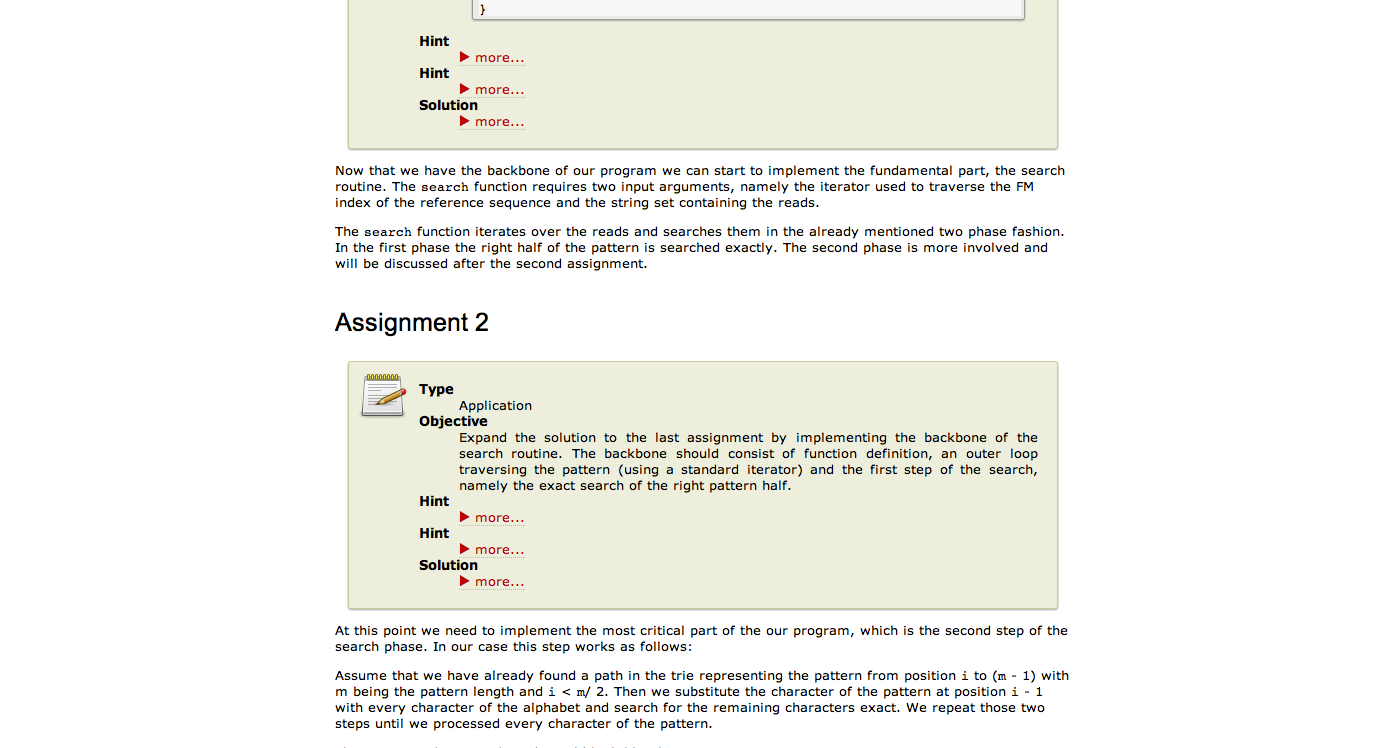 }
Hint
more...
Hint
more...
Solution
more...
Now that we have the backbone of our program we can start to implement the fundamental part, the search
routine. The search function requires two input arguments, namely the iterator used to traverse the FM
index of the reference sequence and the string set containing the reads.
The search function iterates over the reads and searches them in the already mentioned two phase fashion.
In the first phase the right half of the pattern is searched exactly. The second phase is more involved and
will be discussed after the second assignment.
Assignment 2
Type
Application
Objective
Expand the solution to the last assignment by implementing the backbone of the
search routine. The backbone should consist of function definition, an outer loop
traversing the pattern (using a standard iterator) and the first step of the search,
namely the exact search of the right pattern half.
Hint
more...
Hint
more...
Solution
more...
At this point we need to implement the most critical part of the our program, which is the second step of the
search phase. In our case this step works as follows:
Assume that we have already found a path in the trie representing the pattern from position i to (m - 1) with
m being the pattern length and i < m/ 2. Then we substitute the character of the pattern at position i - 1
with every character of the alphabet and search for the remaining characters exact. We repeat those two
steps until we processed every character of the pattern.